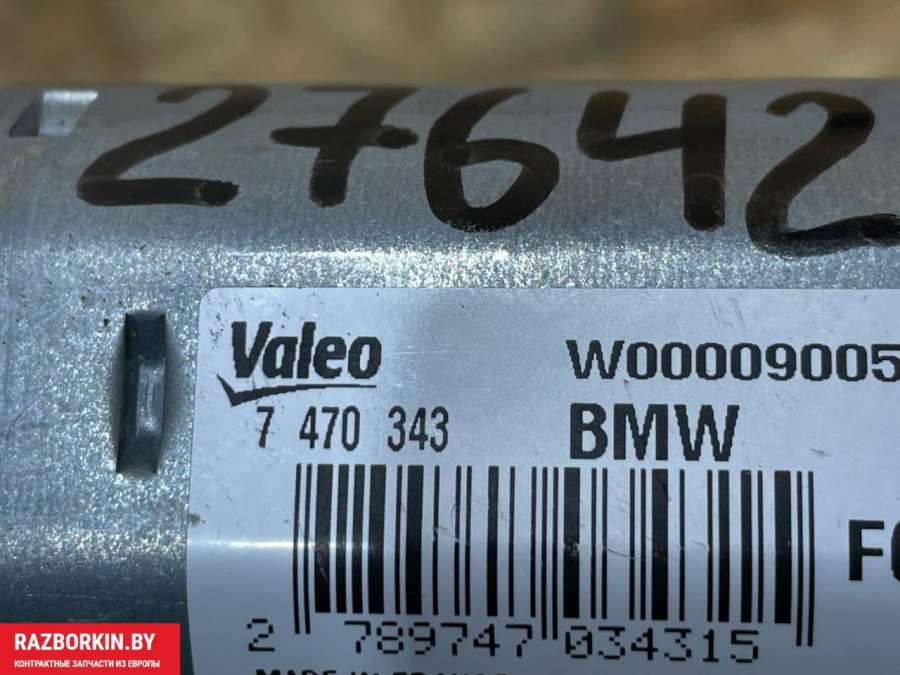 27642
Valeo
W00009005
7 470 343
BMW
2 789747 034315
RAZBORKIN.BY
КОНТРАКТНЫЕ ЗАПЧАСТИ ИЗ ЕВРОПЫ